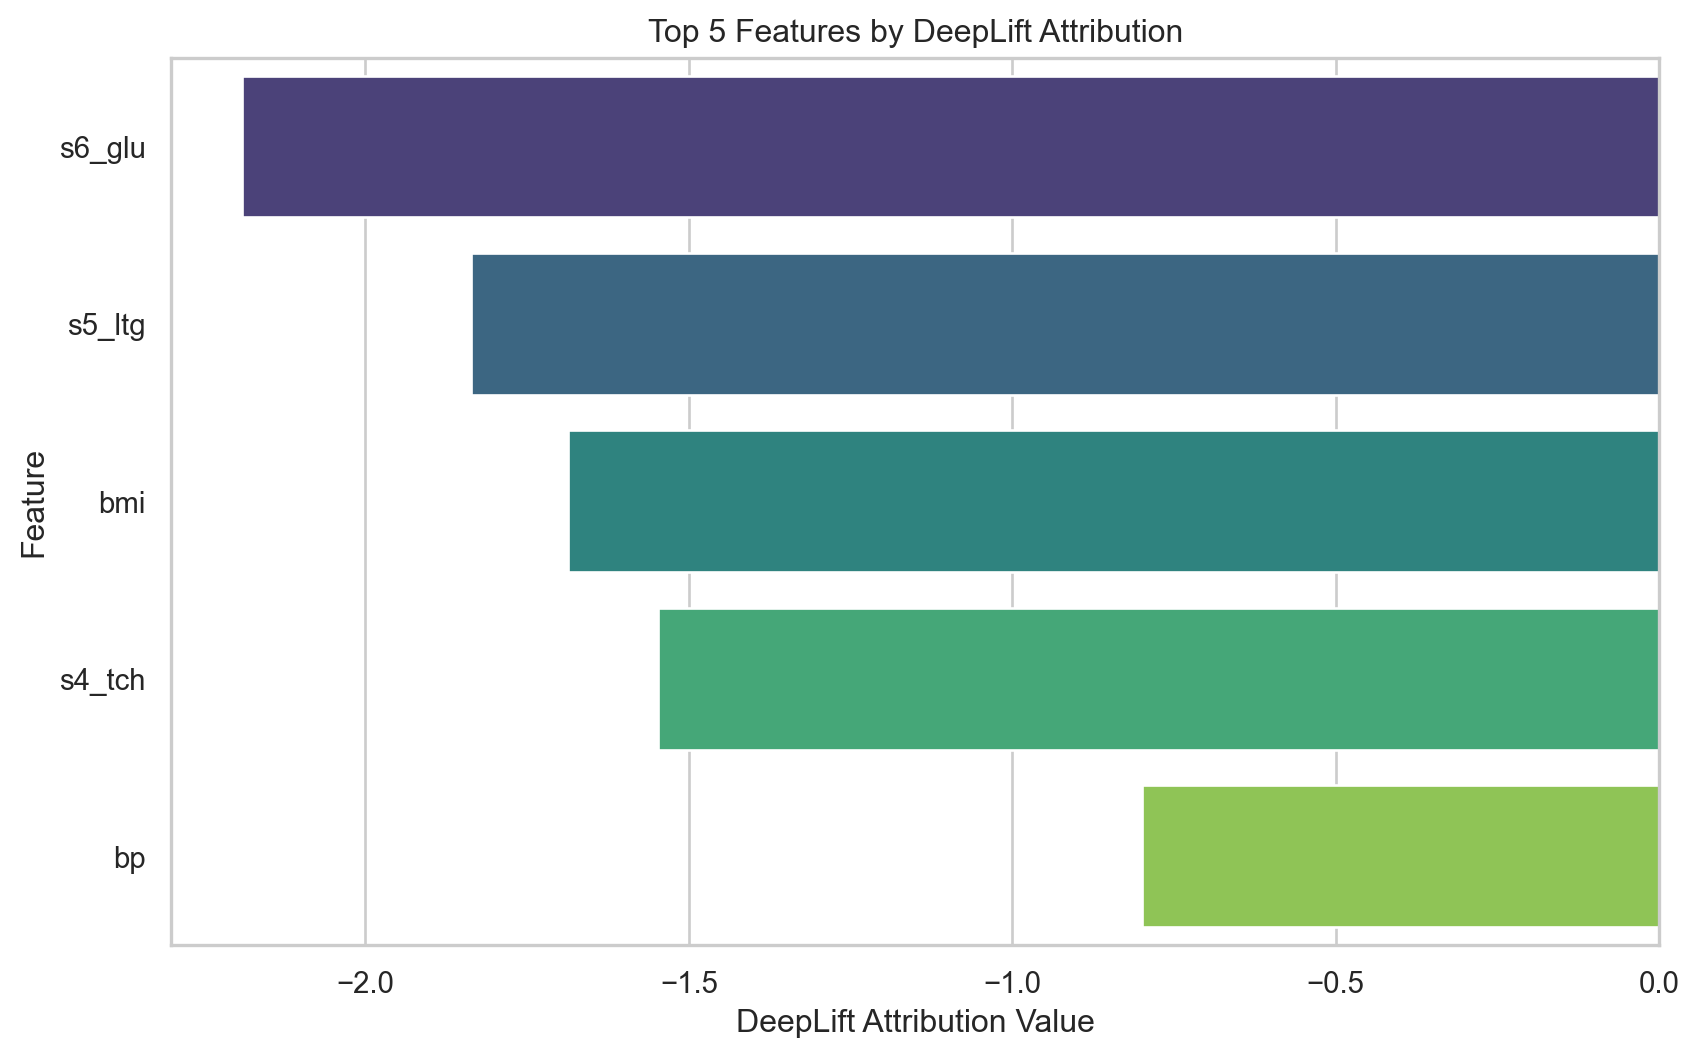 Top 5 Features by DeepLift Attribution
Feature
s6_glu
s5_ltg
bmi
s4_tch
bp
−2.0 −1.5 −1.0 −0.5 0.0
DeepLift Attribution Value